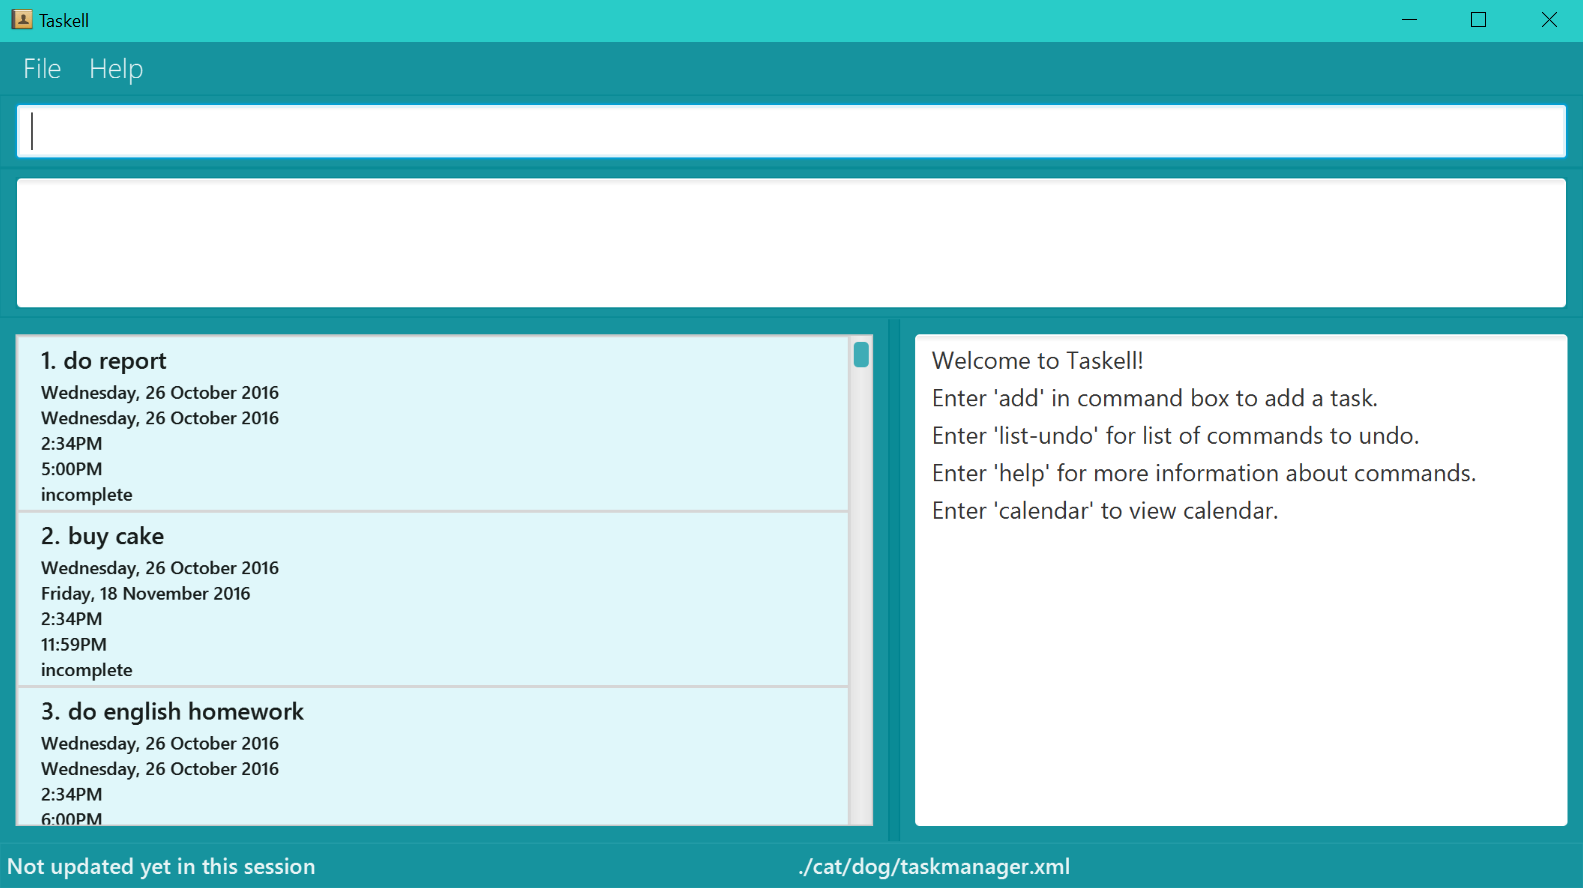 Taskell
File Help
1. do report
Wednesday, 26 October 2016
Wednesday, 26 October 2016
2:34PM
5:00PM
incomplete
2. buy cake
Wednesday, 26 October 2016
Friday, 18 November 2016
2:34PM
11:59PM
incomplete
3. do english homework
Wednesday, 26 October 2016
Wednesday, 26 October 2016
2:34PM
6:00PM
Welcome to Taskell!
Enter 'add' in command box to add a task.
Enter 'list-undo' for list of commands to undo.
Enter 'help' for more information about commands.
Enter 'calendar' to view calendar.
Not updated yet in this session
./cat/dog/taskmanager.xml